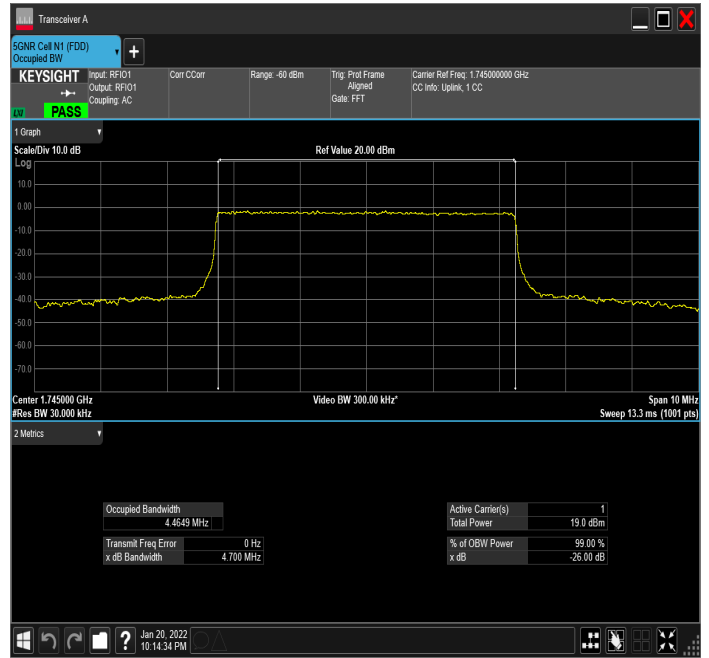 Transceiver A
5GNR Cell N1 (FDD)
Occupied BW
+
KEYSIGHT
LXI
PASS
Input: RFIO1
Output: RFIO1
Coupling: AC
Corr CCorr
Range: -60 dBm
Trig: Prot Frame
Aligned
Gate: FFT
Carrier Ref Freq: 1.745000000 GHz
CC Info: Uplink, 1 CC
1 Graph
Scale/Div 10.0 dB
Ref Value 20.00 dBm
Log
10.0
0.00
-10.0
-20.0
-30.0
-40.0
-50.0
-60.0
-70.0
Center 1.745000 GHz
Video BW 300.00 kHz*
Span 10 MHz
#Res BW 30.000 kHz
Sweep 13.3 ms (1001 pts)
2 Metrics
Occupied Bandwidth
4.4649 MHz
Active Carrier(s) 1
Total Power 19.0 dBm
Transmit Freq Error 0 Hz
x dB Bandwidth 4.700 MHz
% of OBW Power 99.00 %
x dB -26.00 dB
?
Jan 20, 2022
10:14:34 PM